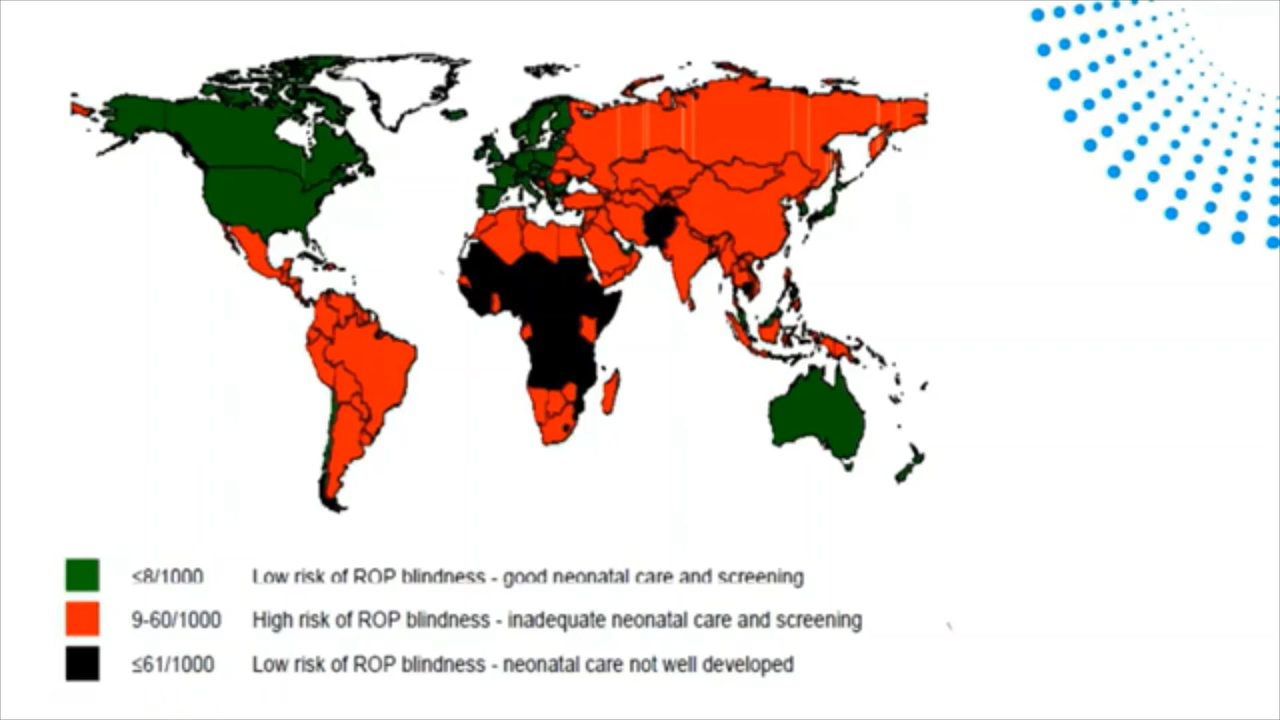 ≤8/1000 Low risk of ROP blindness - good neonatal care and screening
9-60/1000 High risk of ROP blindness - inadequate neonatal care and screening
≤61/1000 Low risk of ROP blindness - neonatal care not well developed